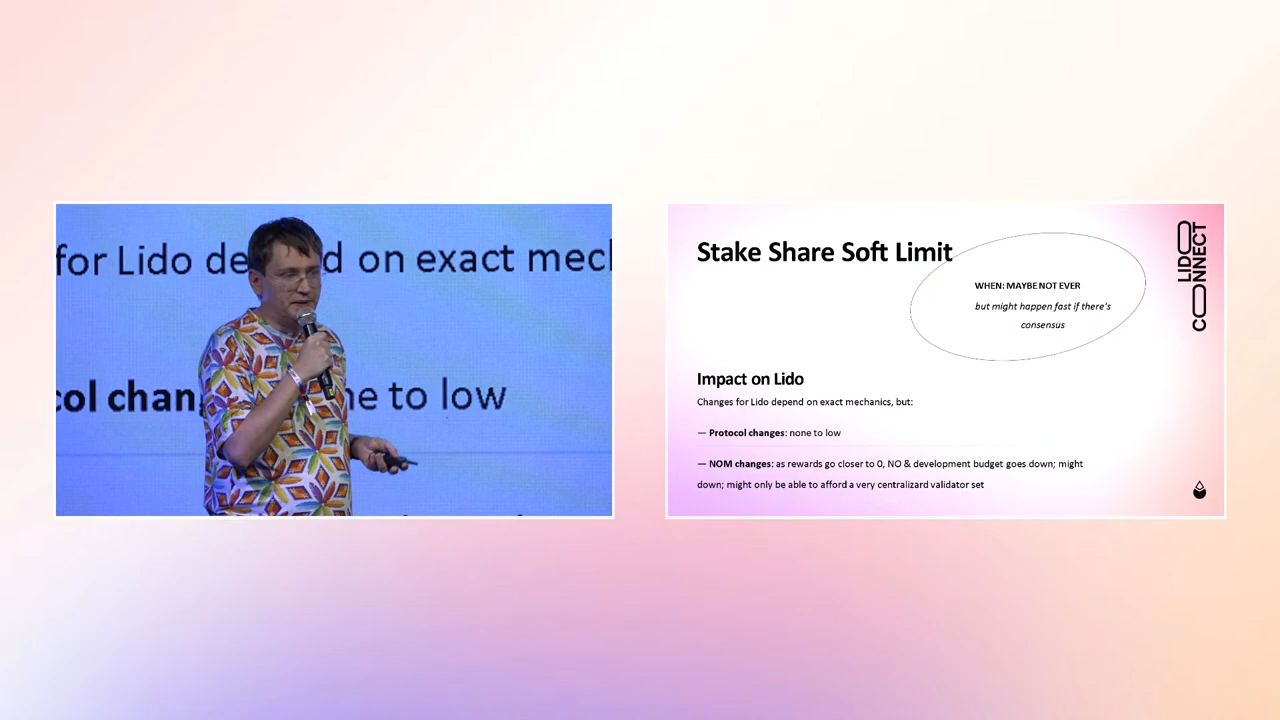 for Lido de d on exact mec
col chan e to low
Stake Share Soft Limit
WHEN: MAYBE NOT EVER
but might happen fast if there's
consensus
LIDO
CONNECT
Impact on Lido
Changes for Lido depend on exact mechanics, but:
— Protocol changes: none to low
— NOM changes: as rewards go closer to 0, NO & development budget goes down; might
down; might only be able to afford a very centralizard validator set